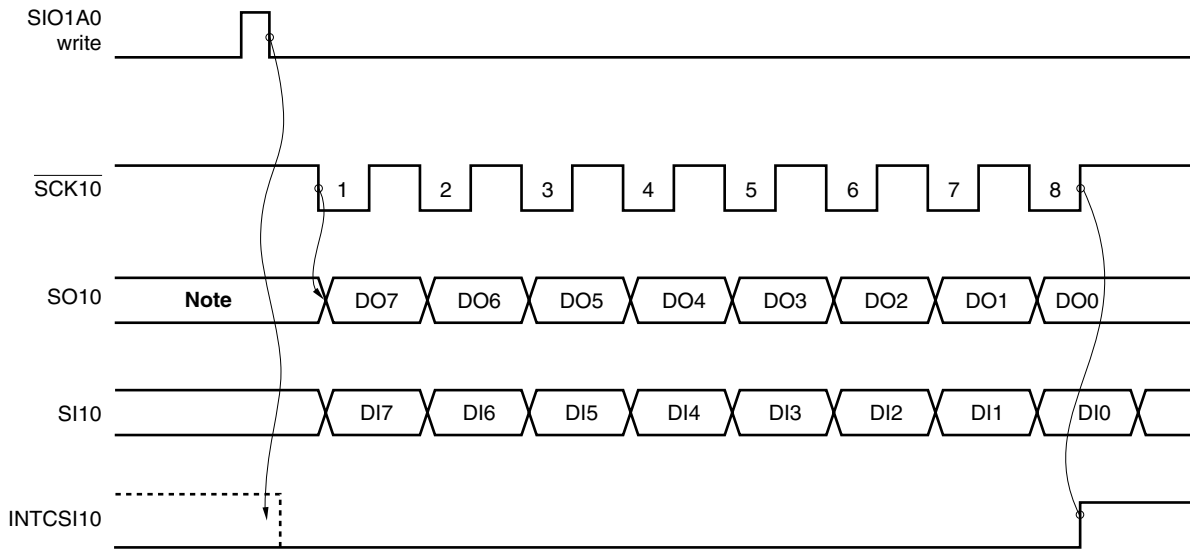 SIO1A0
write
SCK10
1 2 3 4 5 6 7 8
SO10 Note DO7 DO6 DO5 DO4 DO3 DO2 DO1 DO0
SI10 DI7 DI6 DI5 DI4 DI3 DI2 DI1 DI0
INTCSI10